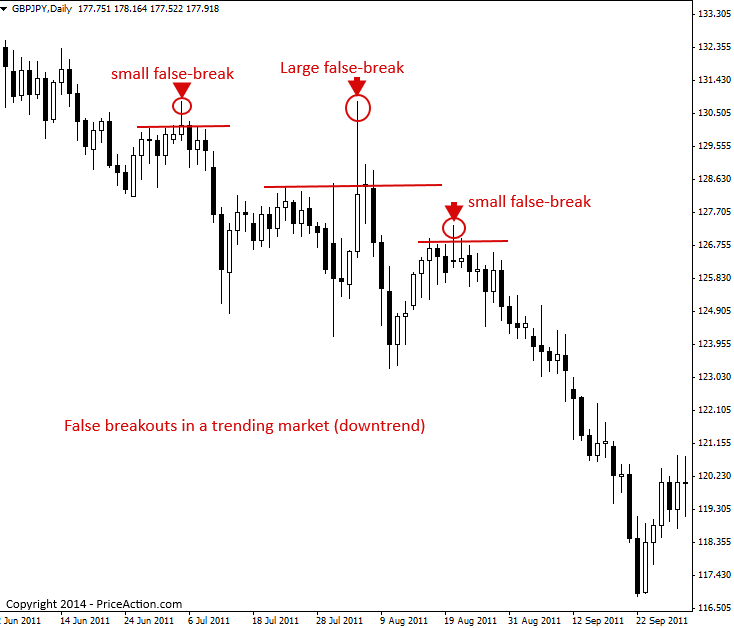 GBPJPY,Daily 177.751 178.164 177.522 177.918
133.305
132.355
small false-break
Large false-break
131.430
130.505
129.555
128.630
small false-break
127.705
126.755
125.830
124.905
123.955
123.030
122.105
False breakouts in a trending market (downtrend)
121.155
120.230
119.305
118.355
117.430
Copyright 2014 - PriceAction.com
116.505
Jun 2011 14 Jun 2011 24 Jun 2011 6 Jul 2011 18 Jul 2011 28 Jul 2011 9 Aug 2011 19 Aug 2011 31 Aug 2011 12 Sep 2011 22 Sep 2011